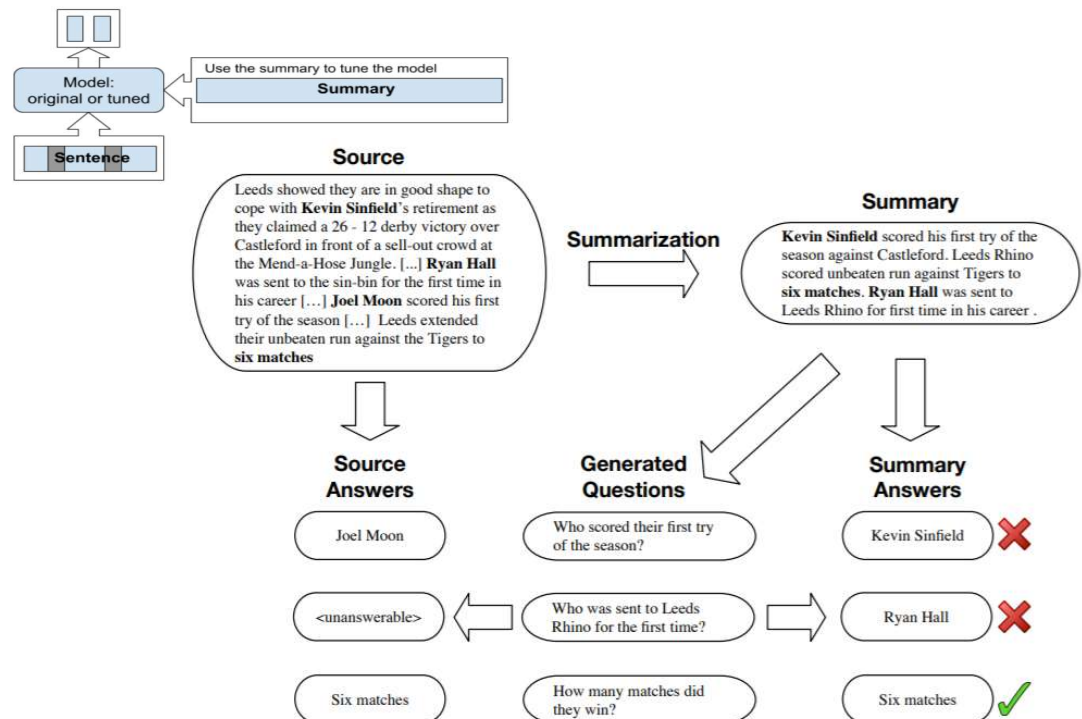 Model:
original or tuned
Use the summary to tune the model
Summary
Sentence
Source
Leeds showed they are in good shape to
cope with Kevin Sinfield's retirement as
they claimed a 26 - 12 derby victory over
Castleford in front of a sell-out crowd at
the Mend-a-Hose Jungle. [...] Ryan Hall
was sent to the sin-bin for the first time in
his career […] Joel Moon scored his first
try of the season […] Leeds extended
their unbeaten run against the Tigers to
six matches
Summarization
Summary
Kevin Sinfield scored his first try of the
season against Castleford. Leeds Rhino
scored unbeaten run against Tigers to
six matches. Ryan Hall was sent to
Leeds Rhino for first time in his career .
Source
Answers
Generated
Questions
Summary
Answers
Joel Moon
Who scored their first try
of the season?
Kevin Sinfield
<unanswerable>
Who was sent to Leeds
Rhino for the first time?
Ryan Hall
Six matches
How many matches did
they win?
Six matches